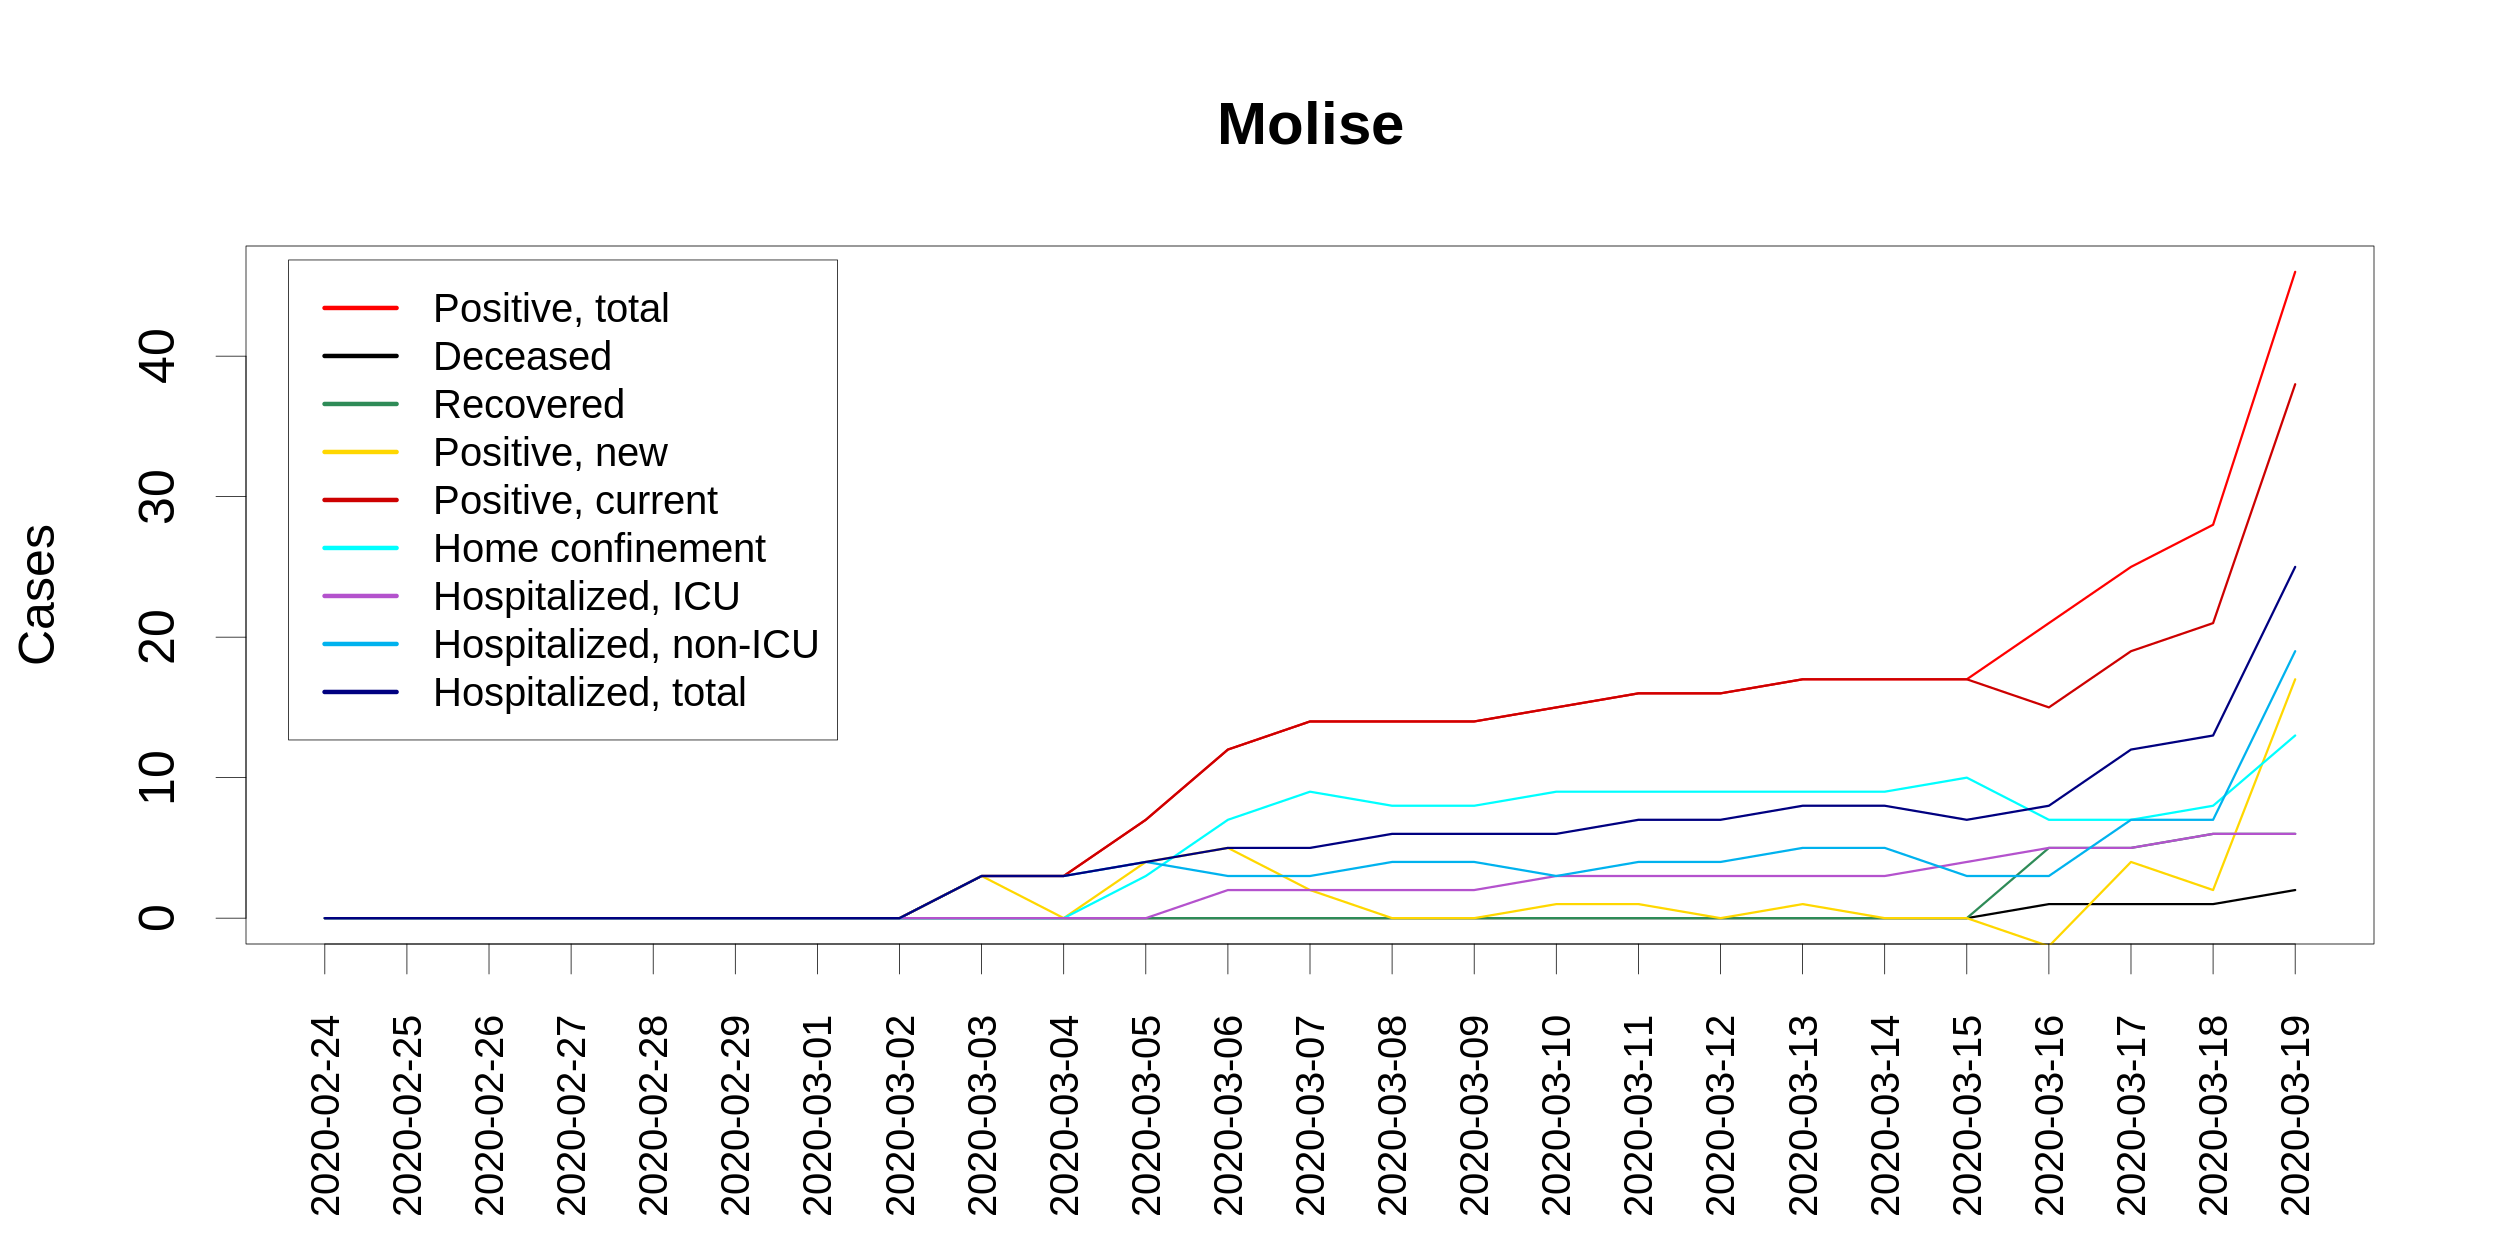 Molise
Cases
40
30
20
10
0
Positive, total
Deceased
Recovered
Positive, new
Positive, current
Home confinement
Hospitalized, ICU
Hospitalized, non-ICU
Hospitalized, total
2020-02-24
2020-02-25
2020-02-26
2020-02-27
2020-02-28
2020-02-29
2020-03-01
2020-03-02
2020-03-03
2020-03-04
2020-03-05
2020-03-06
2020-03-07
2020-03-08
2020-03-09
2020-03-10
2020-03-11
2020-03-12
2020-03-13
2020-03-14
2020-03-15
2020-03-16
2020-03-17
2020-03-18
2020-03-19